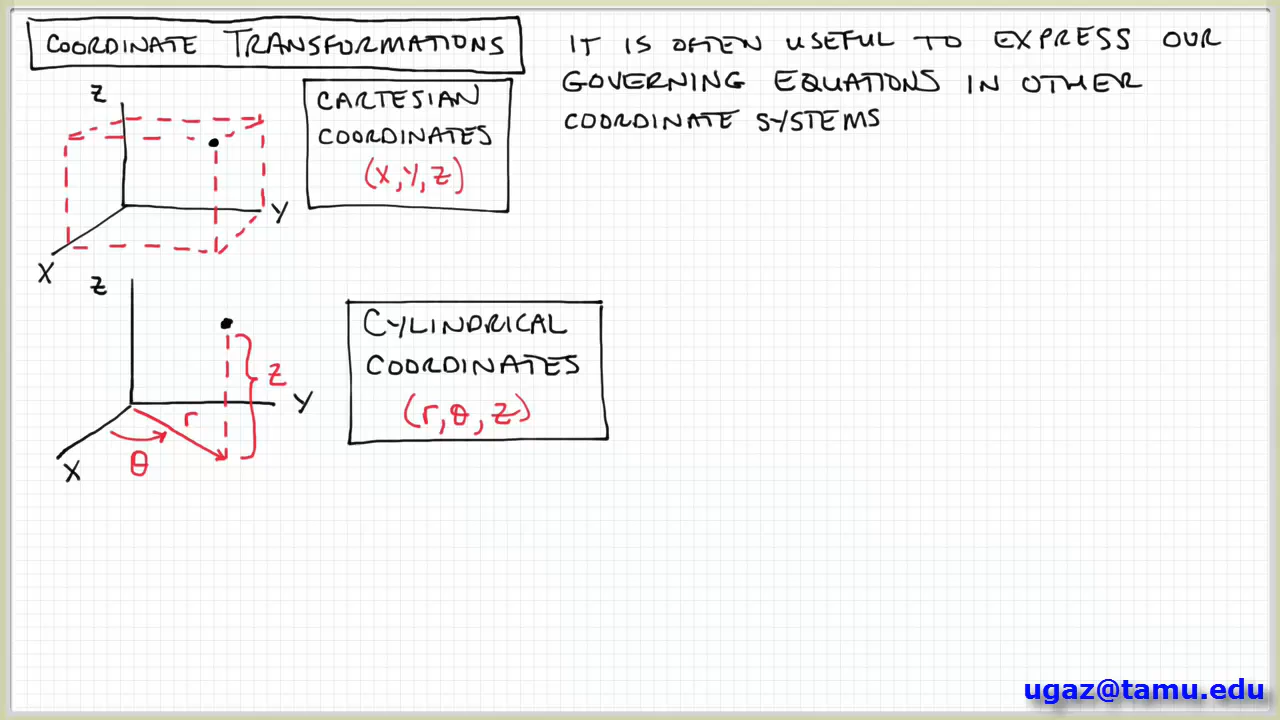 COORDINATE TRANSFORMATIONS
IT IS OFTEN USEFUL TO EXPRESS OUR
GOVERNING EQUATIONS IN OTHER
COORDINATE SYSTEMS
CARTESIAN
COORDINATES
(X, Y, Z)
Z
Y
X
CYLINDRICAL
COORDINATES
(r, θ, Z)
Z
Z
Y
r
θ
X
ugaz@tamu.edu